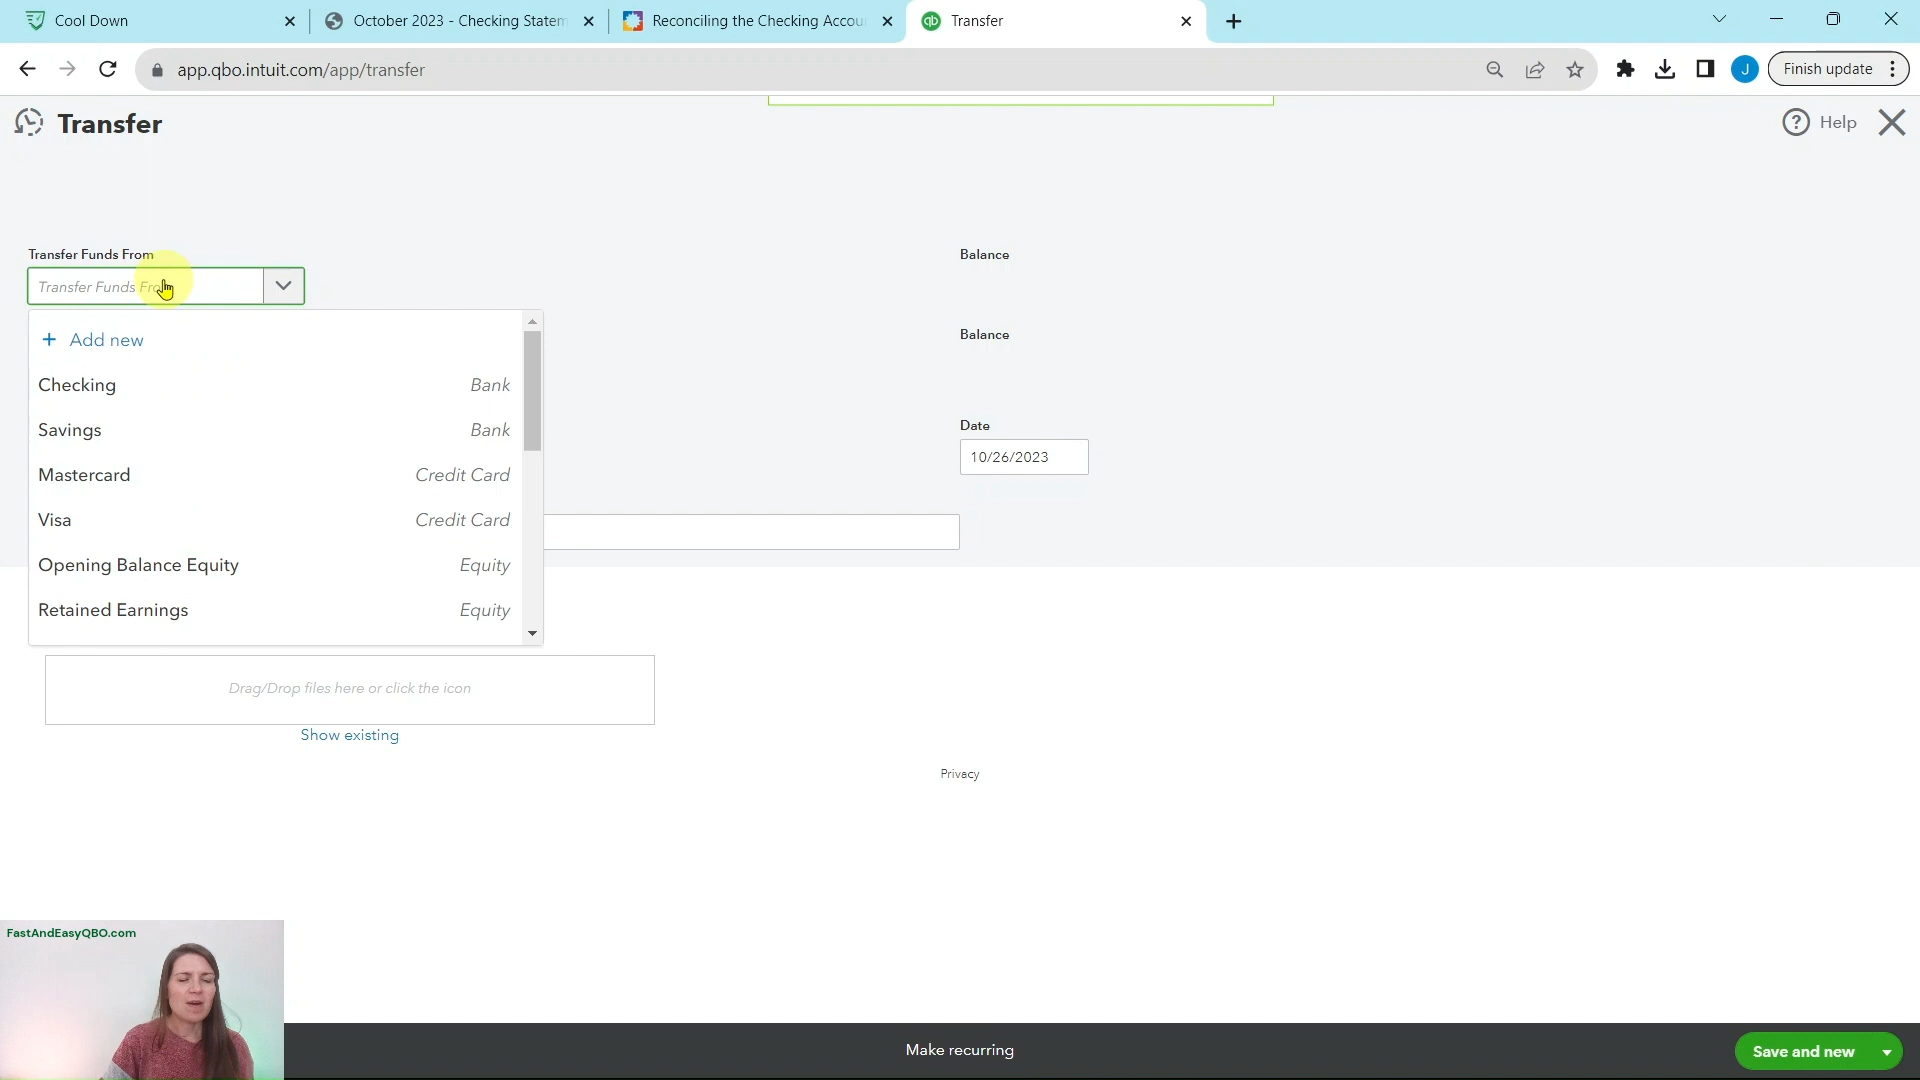 Cool Down
October 2023 - Checking Statem
Reconciling the Checking Accou
Transfer
app.qbo.intuit.com/app/transfer
J
Finish update
Transfer
Help
Transfer Funds From
Balance
Transfer Funds From
+ Add new
Balance
Checking Bank
Savings Bank
Date
10/26/2023
Mastercard Credit Card
Visa Credit Card
Opening Balance Equity Equity
Retained Earnings Equity
Drag/Drop files here or click the icon
Show existing
Privacy
FastAndEasyQBO.com
Make recurring
Save and new